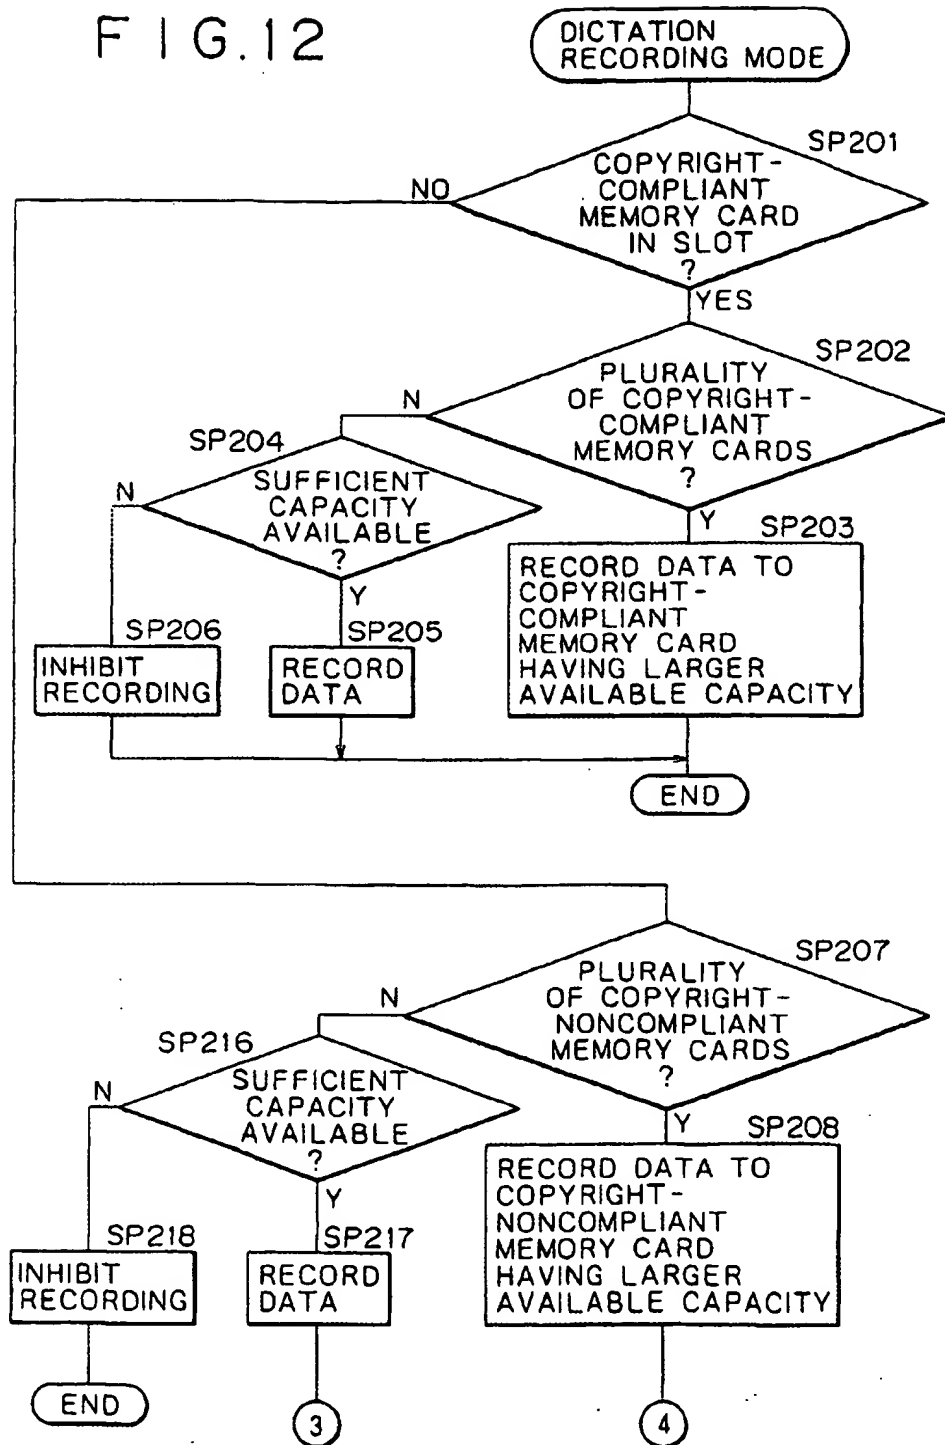 FIG.12
DICTATION
RECORDING MODE
SP201
COPYRIGHT-
COMPLIANT
MEMORY CARD
IN SLOT
?
NO
YES
SP202
PLURALITY
OF COPYRIGHT-
COMPLIANT
MEMORY CARDS
?
N
Y
SP204
SUFFICIENT
CAPACITY
AVAILABLE
?
N
Y
SP203
RECORD DATA TO
COPYRIGHT-
COMPLIANT
MEMORY CARD
HAVING LARGER
AVAILABLE CAPACITY
SP206
INHIBIT
RECORDING
SP205
RECORD
DATA
END
SP207
PLURALITY
OF COPYRIGHT-
NONCOMPLIANT
MEMORY CARDS
?
N
Y
SP216
SUFFICIENT
CAPACITY
AVAILABLE
?
N
Y
SP208
RECORD DATA TO
COPYRIGHT-
NONCOMPLIANT
MEMORY CARD
HAVING LARGER
AVAILABLE CAPACITY
SP218
INHIBIT
RECORDING
SP217
RECORD
DATA
END
3
4